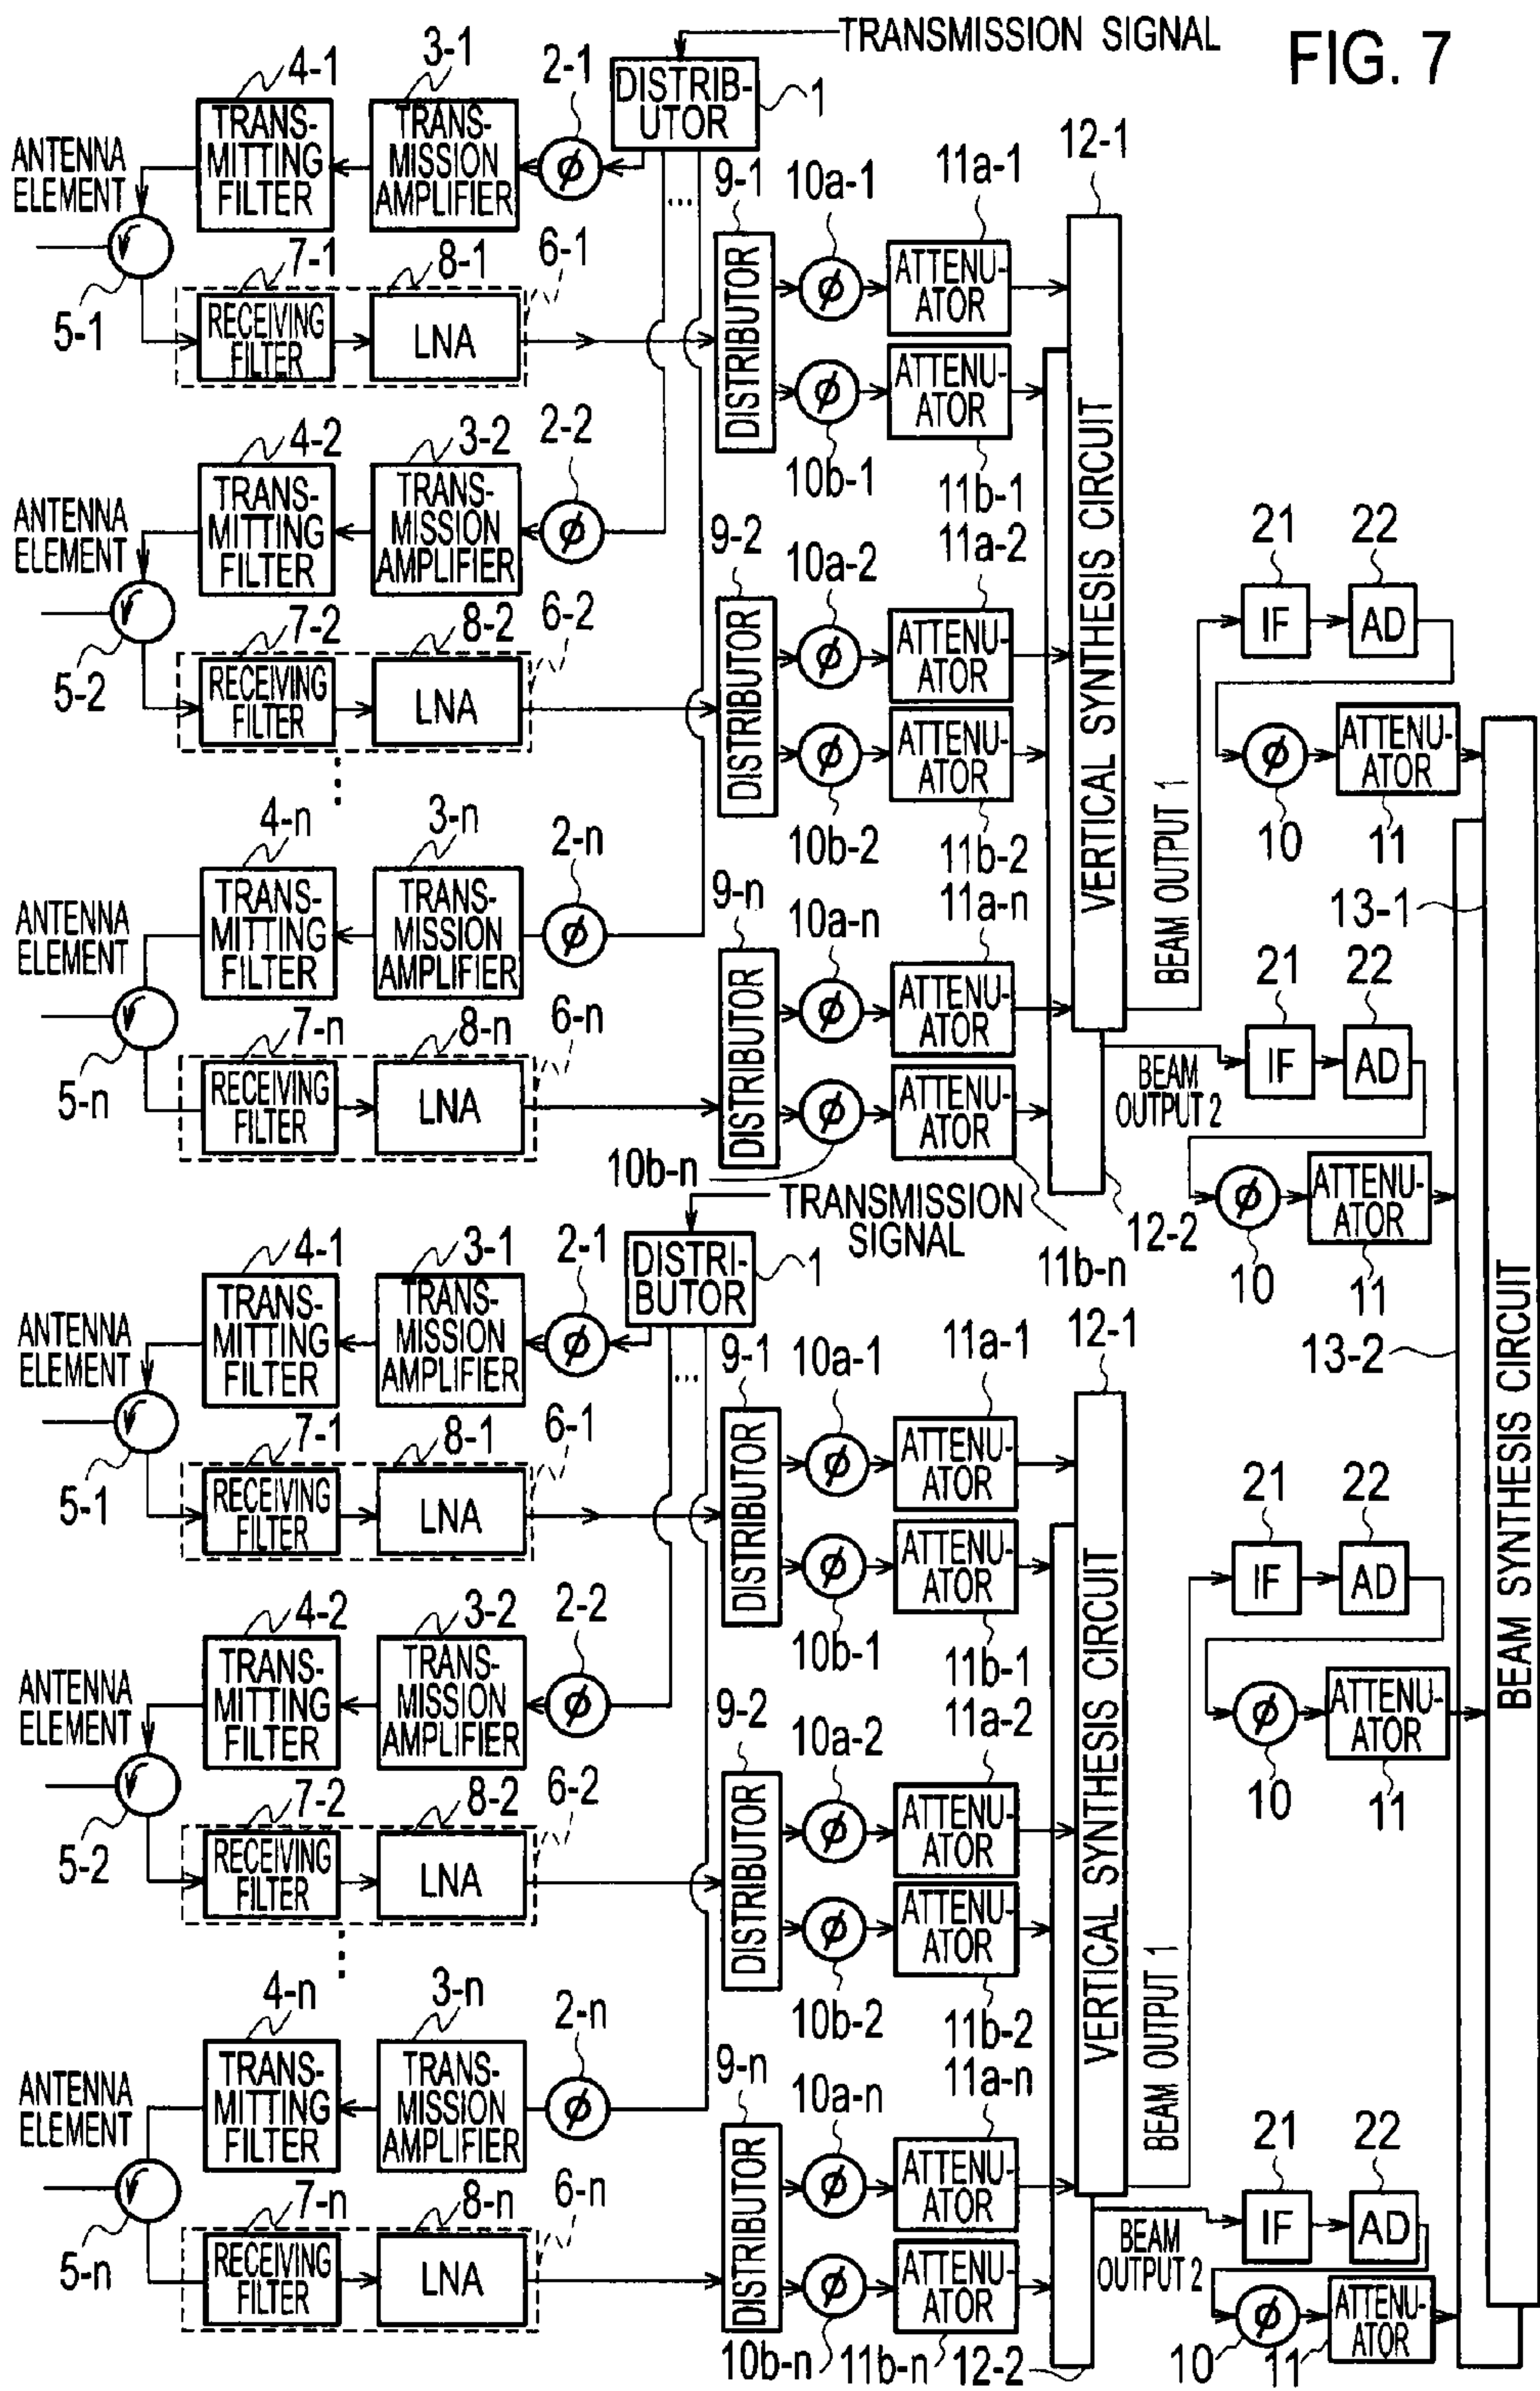 FIG. 7
TRANSMISSION SIGNAL
DISTRIB-
UTOR
1
4-1
3-1
2-1
TRANS-
MITTING
FILTER
TRANS-
MISSION
AMPLIFIER
ϕ
ANTENNA
ELEMENT
...
5-1
7-1
8-1
6-1
RECEIVING
FILTER
LNA
9-1
DISTRIBUTOR
10a-1
ϕ
11a-1
ATTENU-
ATOR
12-1
10b-1
ϕ
11b-1
ATTENU-
ATOR
4-2
3-2
2-2
TRANS-
MITTING
FILTER
TRANS-
MISSION
AMPLIFIER
ϕ
ANTENNA
ELEMENT
5-2
7-2
8-2
6-2
RECEIVING
FILTER
LNA
9-2
DISTRIBUTOR
10a-2
ϕ
11a-2
ATTENU-
ATOR
10b-2
ϕ
11b-2
ATTENU-
ATOR
VERTICAL SYNTHESIS CIRCUIT
4-n
3-n
2-n
TRANS-
MITTING
FILTER
TRANS-
MISSION
AMPLIFIER
ϕ
ANTENNA
ELEMENT
5-n
7-n
8-n
6-n
RECEIVING
FILTER
LNA
9-n
DISTRIBUTOR
10a-n
ϕ
11a-n
ATTENU-
ATOR
10b-n
ϕ
11b-n
ATTENU-
ATOR
12-2
BEAM OUTPUT 1
21
IF
22
AD
10
ϕ
11
ATTENU-
ATOR
13-1
BEAM
OUTPUT 2
21
IF
22
AD
10
ϕ
11
ATTENU-
ATOR
13-2
BEAM SYNTHESIS CIRCUIT
TRANSMISSION
SIGNAL
DISTRI-
BUTOR
1
4-1
3-1
2-1
TRANS-
MITTING
FILTER
TRANS-
MISSION
AMPLIFIER
ϕ
ANTENNA
ELEMENT
...
5-1
7-1
8-1
6-1
RECEIVING
FILTER
LNA
9-1
DISTRIBUTOR
10a-1
ϕ
11a-1
ATTENU-
ATOR
12-1
10b-1
ϕ
11b-1
ATTENU-
ATOR
4-2
3-2
2-2
TRANS-
MITTING
FILTER
TRANS-
MISSION
AMPLIFIER
ϕ
ANTENNA
ELEMENT
5-2
7-2
8-2
6-2
RECEIVING
FILTER
LNA
9-2
DISTRIBUTOR
10a-2
ϕ
11a-2
ATTENU-
ATOR
10b-2
ϕ
11b-2
ATTENU-
ATOR
VERTICAL SYNTHESIS CIRCUIT
4-n
3-n
2-n
TRANS-
MITTING
FILTER
TRANS-
MISSION
AMPLIFIER
ϕ
ANTENNA
ELEMENT
5-n
7-n
8-n
6-n
RECEIVING
FILTER
LNA
9-n
DISTRIBUTOR
10a-n
ϕ
11a-n
ATTENU-
ATOR
10b-n
ϕ
11b-n
ATTENU-
ATOR
12-2
BEAM OUTPUT 1
21
IF
22
AD
10
ϕ
11
ATTENU-
ATOR
BEAM
OUTPUT 2
21
IF
22
AD
10
ϕ
11
ATTENU-
ATOR